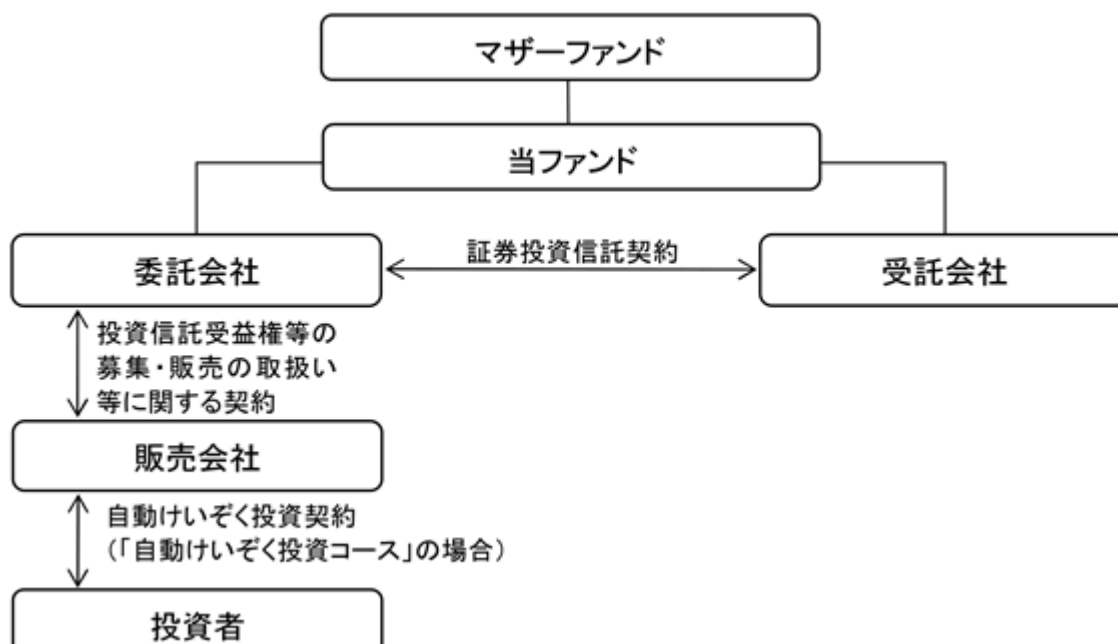 マザーファンド
当ファンド
委託会社
証券投資信託契約
受託会社
投資信託受益権等の
募集・販売の取扱い
等に関する契約
販売会社
自動けいぞく投資契約
(「自動けいぞく投資コース」の場合)
投資者